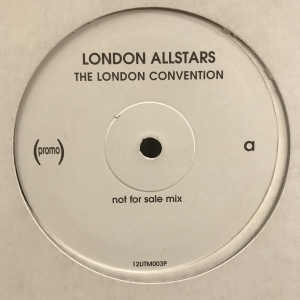 LONDON ALLSTARS
THE LONDON CONVENTION
(promo)
a
not for sale mix
12UTM003P